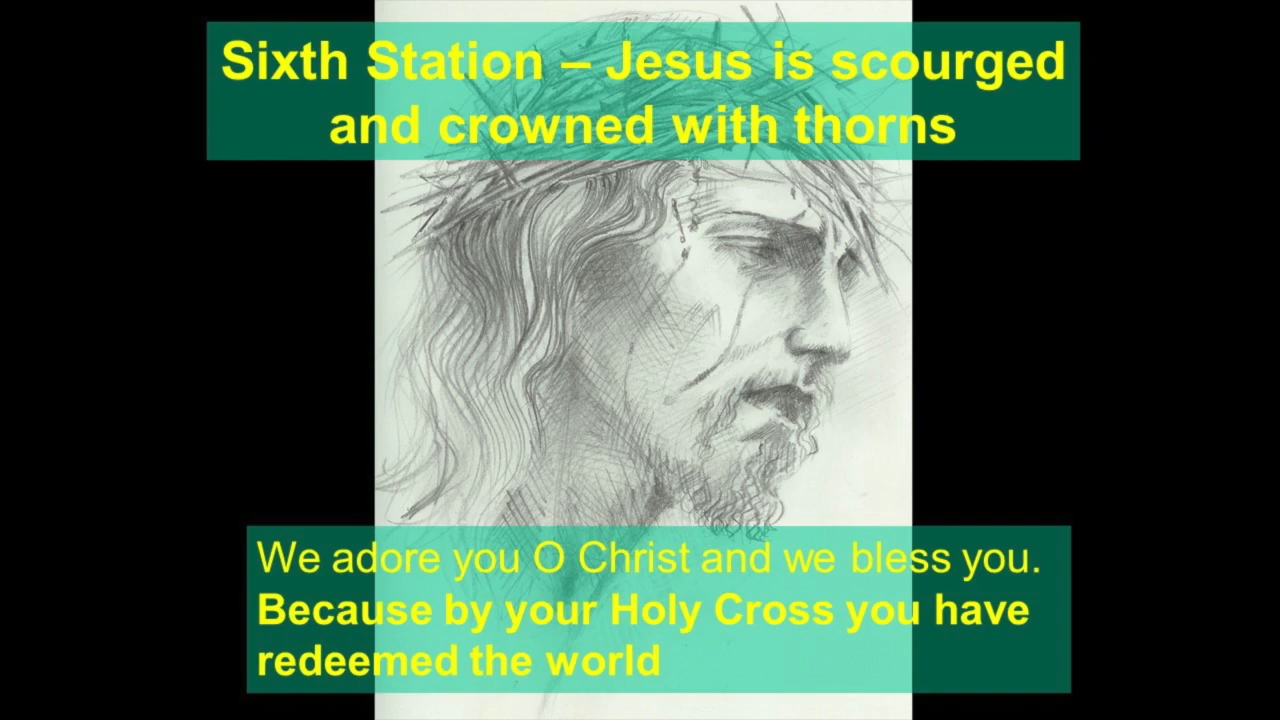 Sixth Station – Jesus is scourged
and crowned with thorns
We adore you O Christ and we bless you.
Because by your Holy Cross you have
redeemed the world